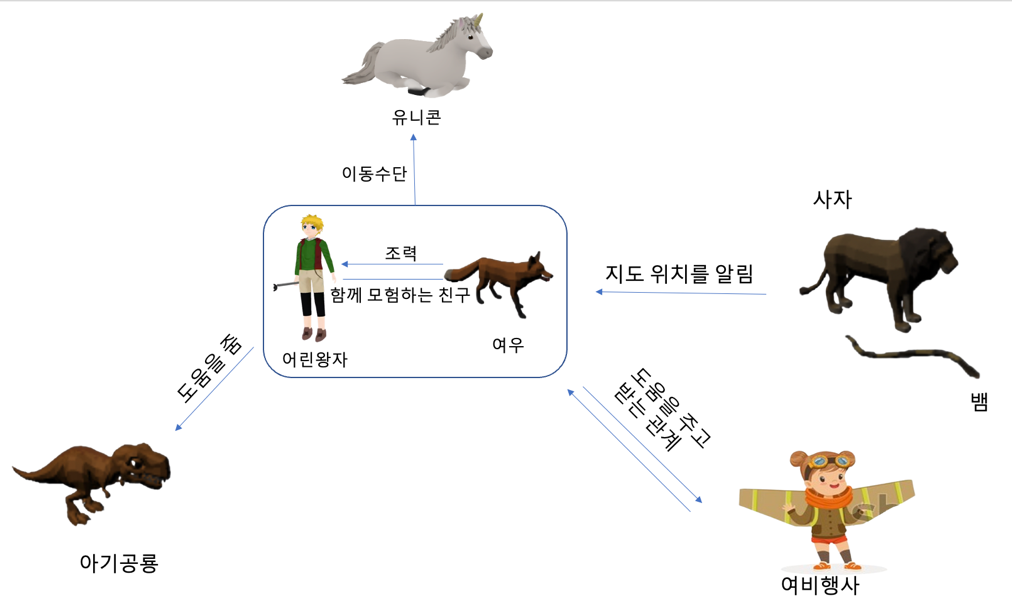 유니콘
이동수단
사자
조력
지도 위치를 알림
함께 모험하는 친구
여우
어린왕자
도움을 줌
도움을 주고
받는 관계
뱀
아기공룡
여비행사